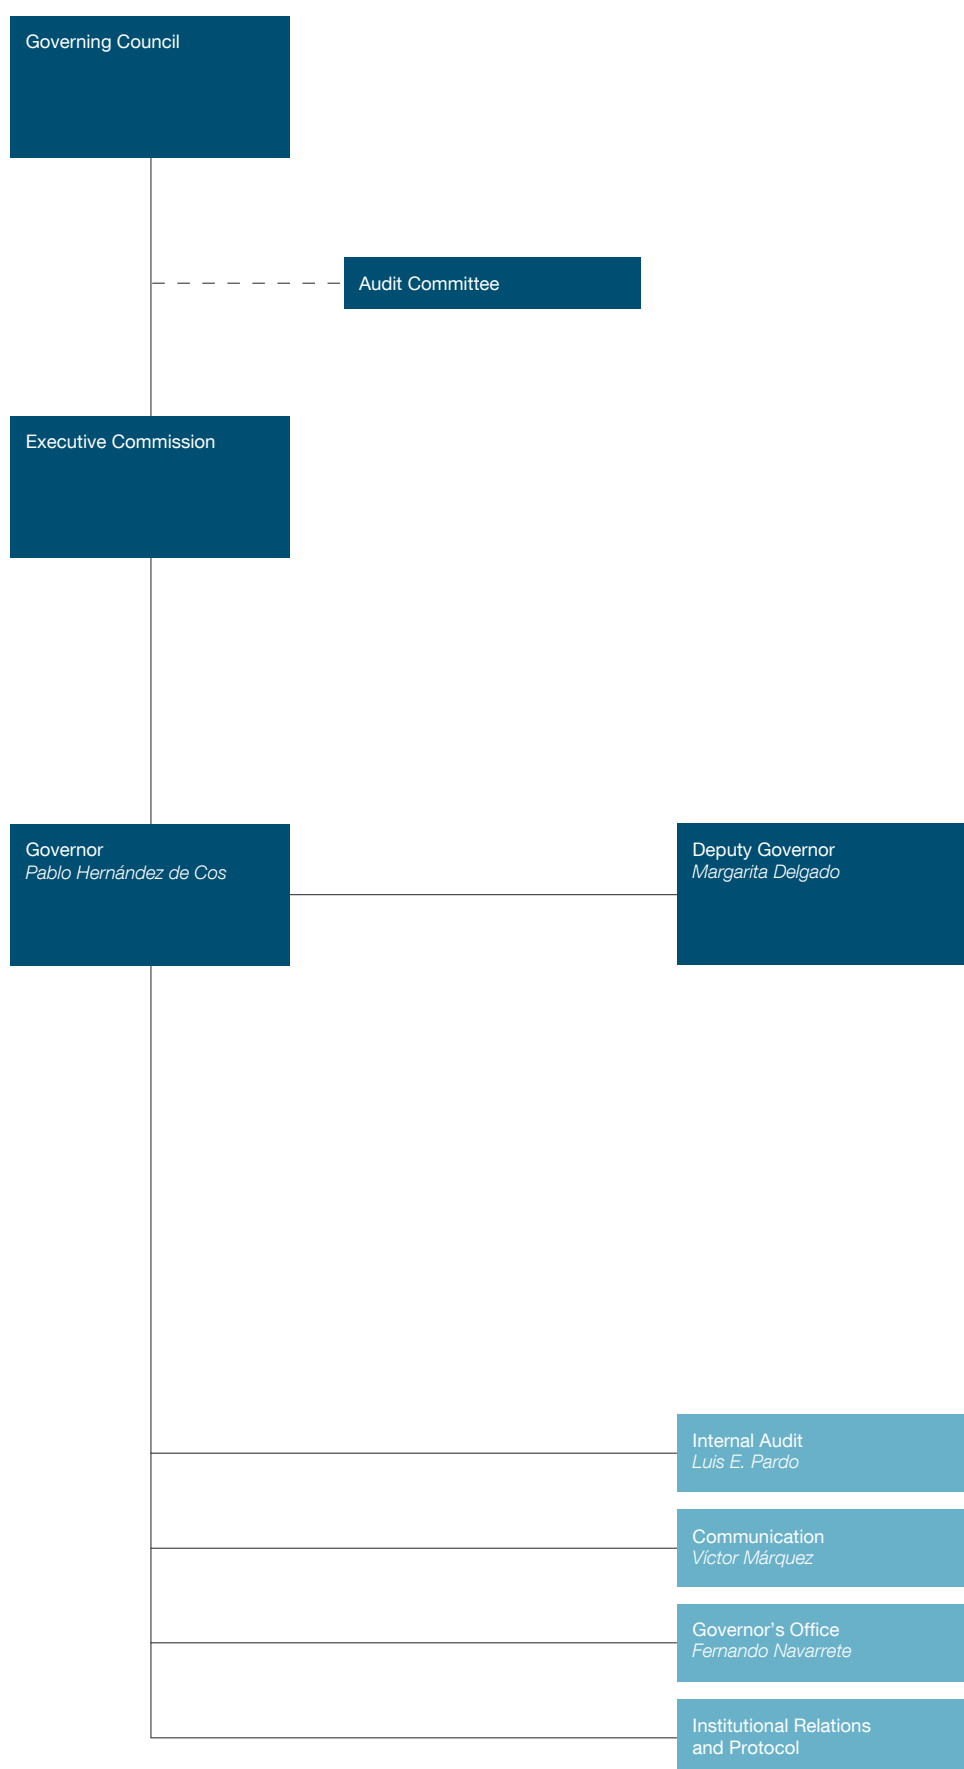 Governing Council
Audit Committee
Executive Commission
Governor
Pablo Hernández de Cos
Deputy Governor
Margarita Delgado
Internal Audit
Luis E. Pardo
Communication
Víctor Márquez
Governor’s Office
Fernando Navarrete
Institutional Relations
and Protocol